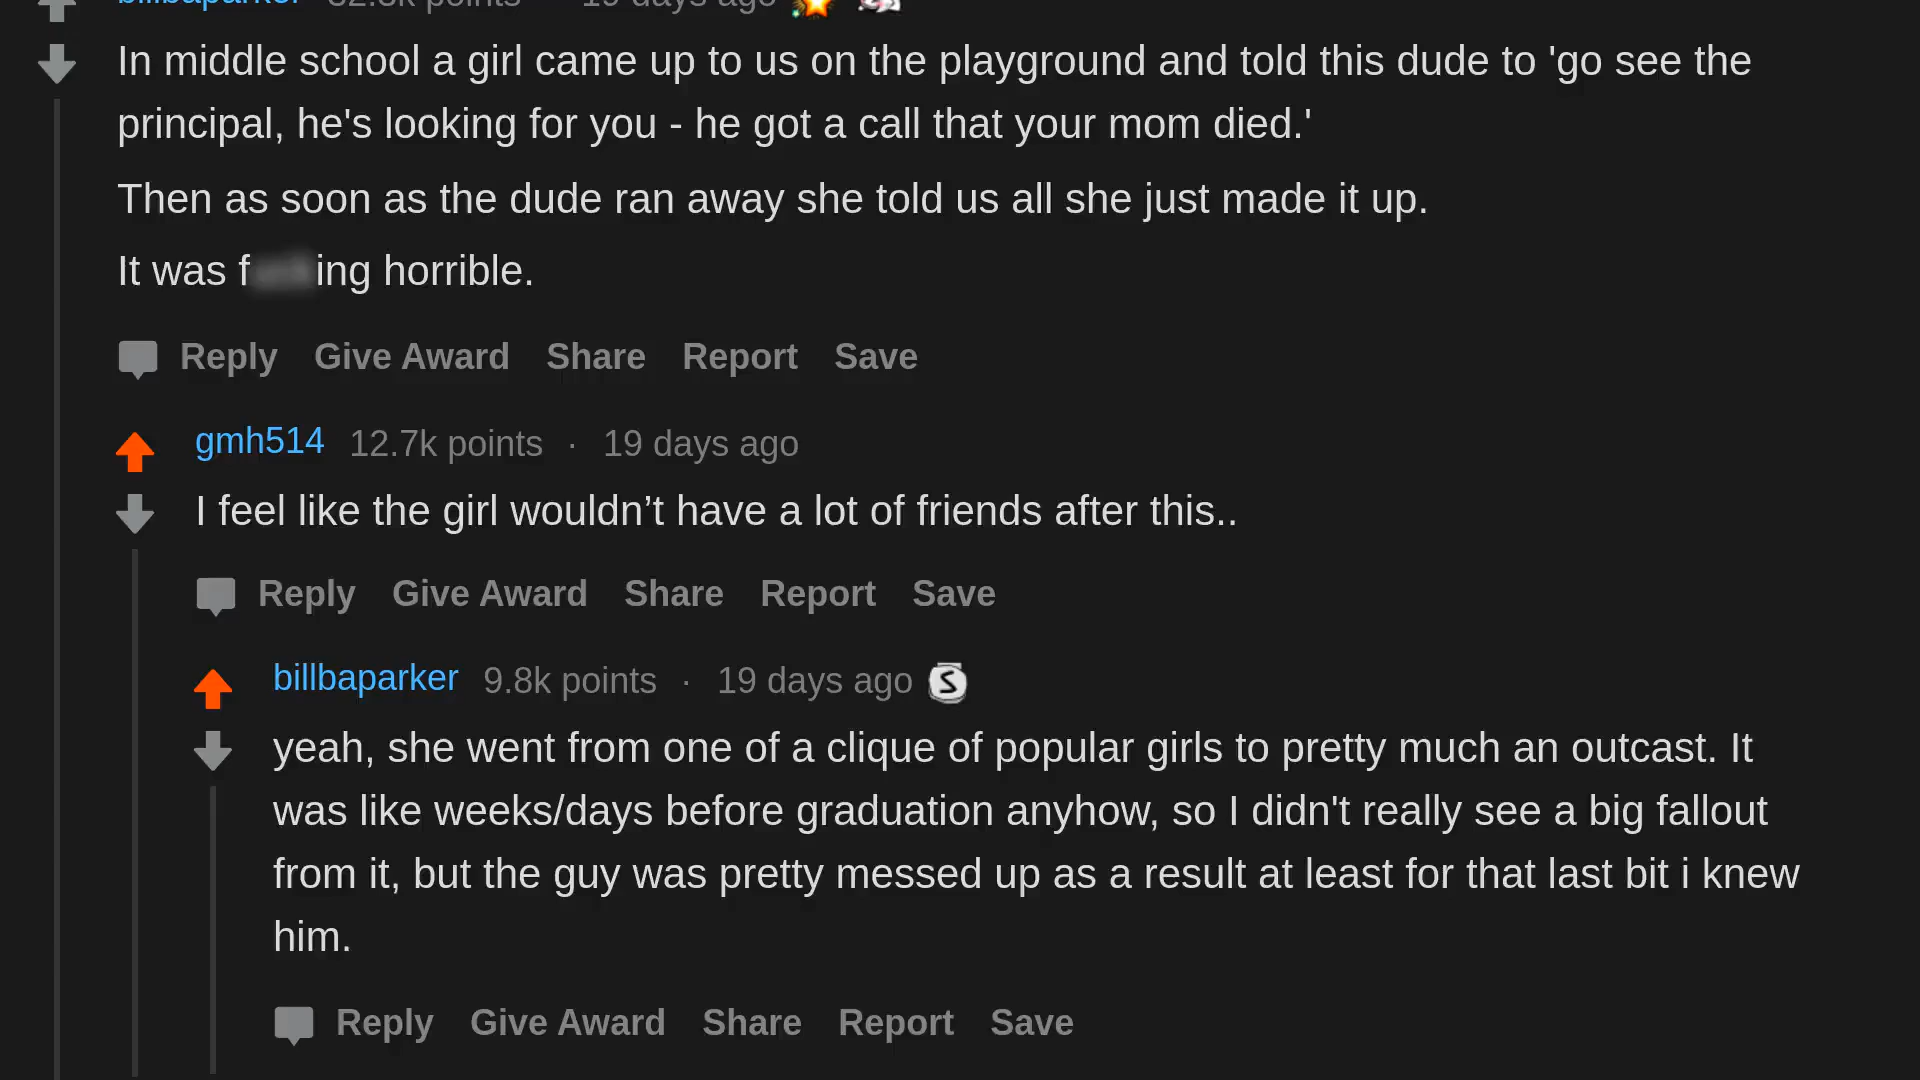 billbaparker 32.3k points · 19 days ago
In middle school a girl came up to us on the playground and told this dude to 'go see the
principal, he's looking for you - he got a call that your mom died.'
Then as soon as the dude ran away she told us all she just made it up.
It was f ing horrible.
Reply Give Award Share Report Save
gmh514 12.7k points · 19 days ago
I feel like the girl wouldn’t have a lot of friends after this..
Reply Give Award Share Report Save
billbaparker 9.8k points · 19 days ago
yeah, she went from one of a clique of popular girls to pretty much an outcast. It
was like weeks/days before graduation anyhow, so I didn't really see a big fallout
from it, but the guy was pretty messed up as a result at least for that last bit i knew
him.
Reply Give Award Share Report Save